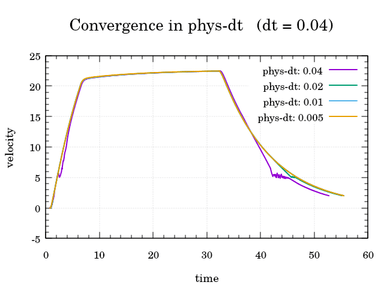 Convergence in phys-dt (dt = 0.04)
25
20
15
10
5
0
-5
velocity
phys-dt: 0.04
phys-dt: 0.02
phys-dt: 0.01
phys-dt: 0.005
0 10 20 30 40 50 60
time